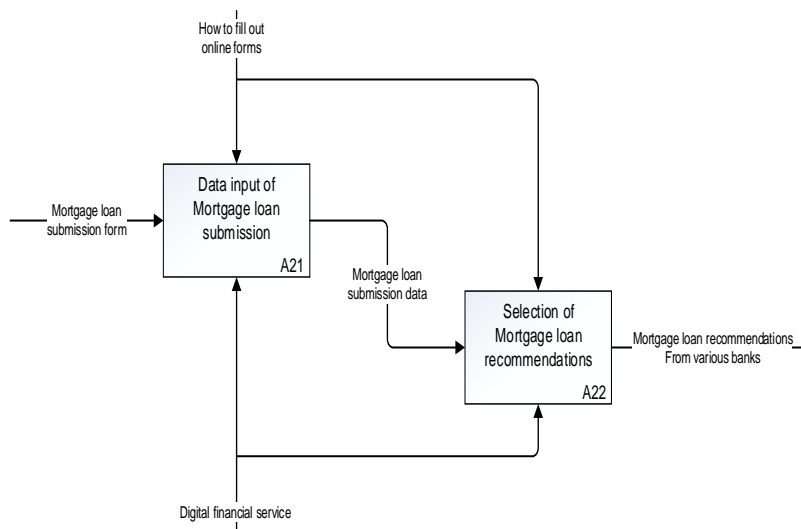 How to fill out
online forms
Data input of
Mortgage loan
submission
A21
Mortgage loan
submission form
Mortgage loan
submission data
Selection of
Mortgage loan
recommendations
A22
Mortgage loan recommendations
From various banks
Digital financial service